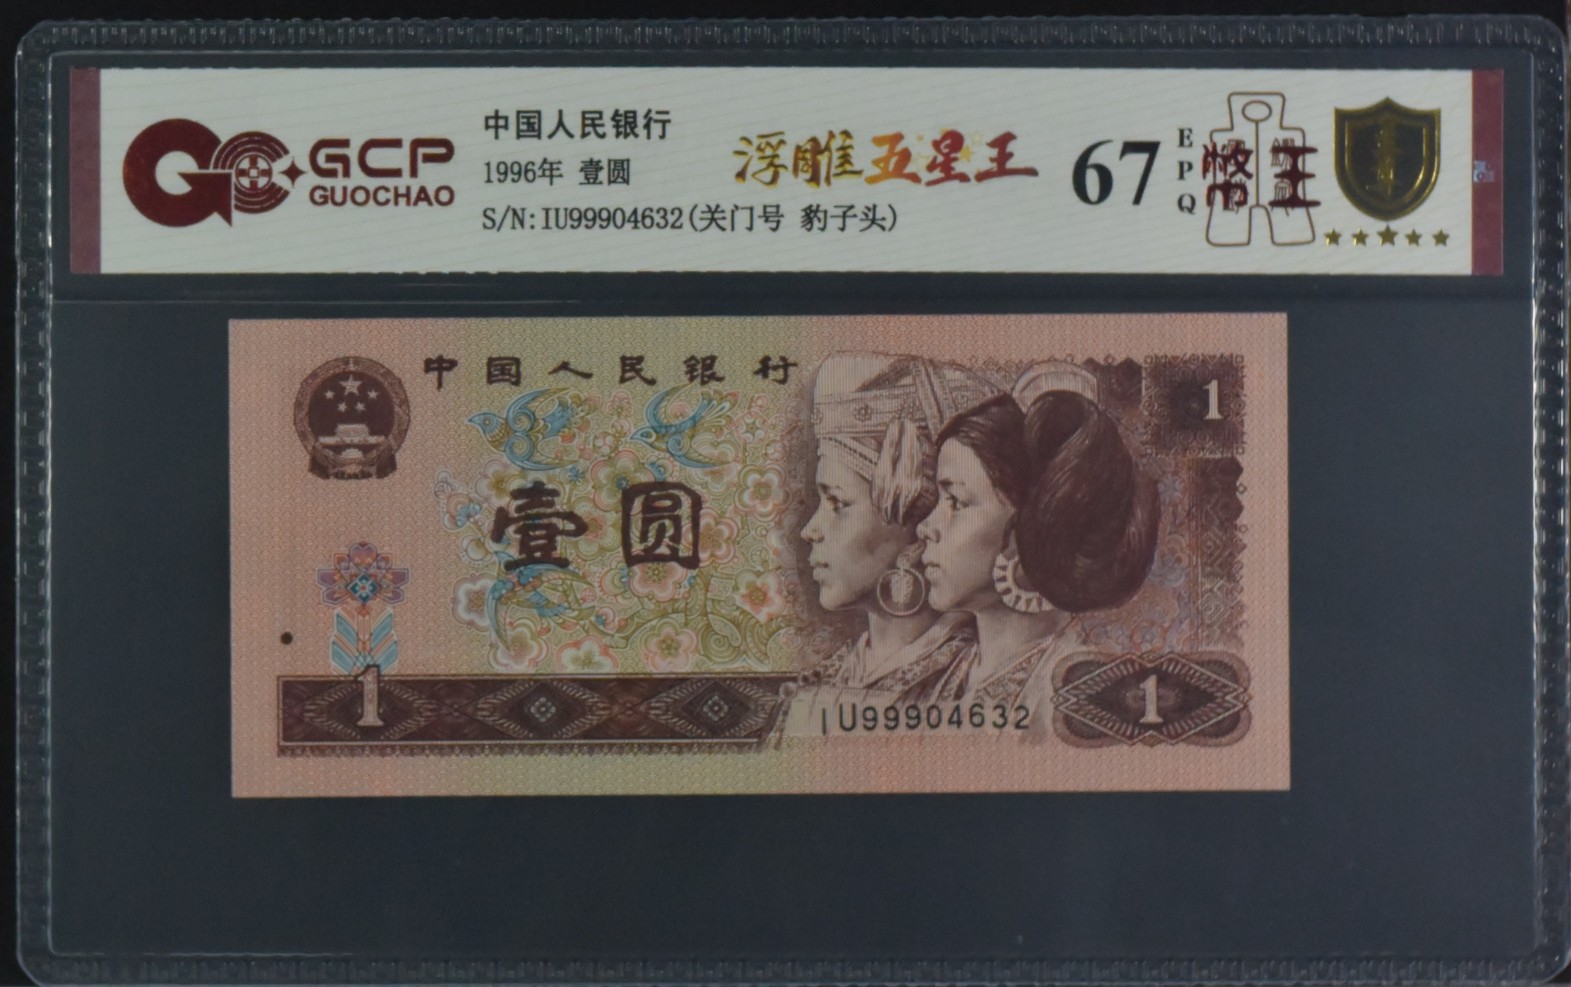 GCP
GUOCHAO
中国人民银行
1996年 壹圆
S/N:IU99904632(关门号 豹子头)
浮雕五星王
67
EPQ
中国人民银行
1
壹圆
1
IU99904632
1